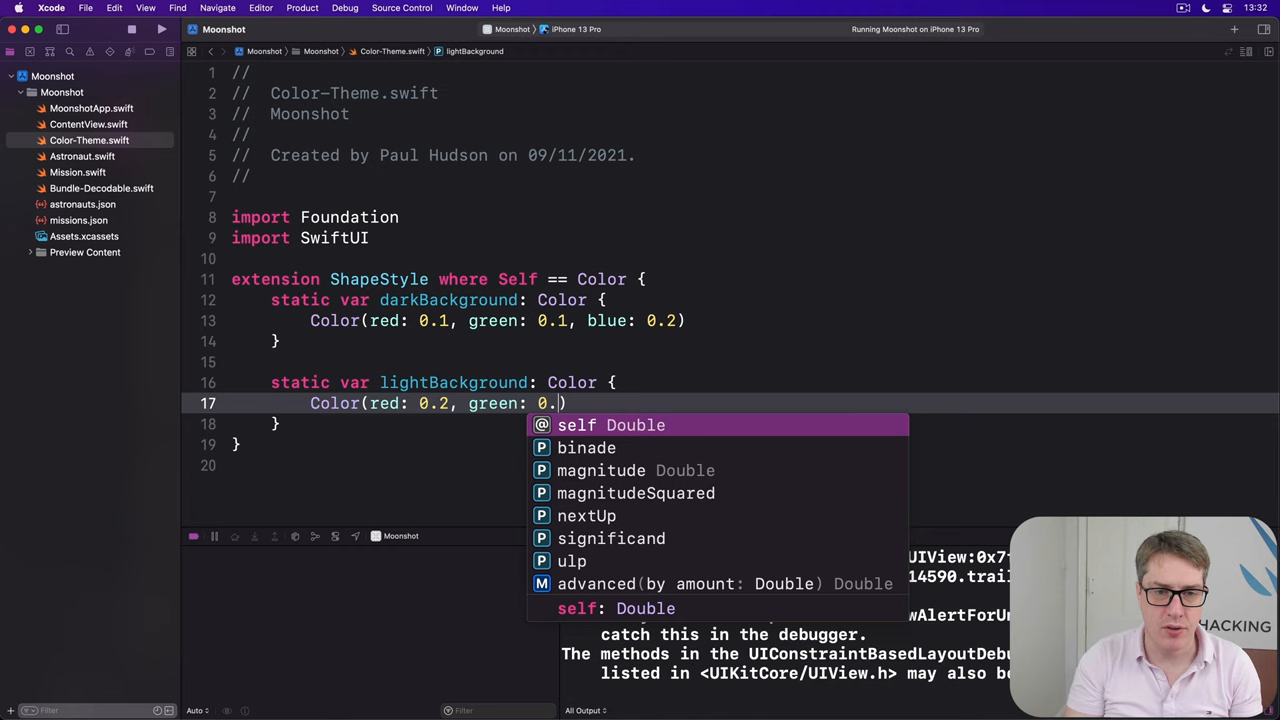 Xcode File Edit View Find Navigate Editor Product Debug Source Control Window Help 13:32
Moonshot Moonshot iPhone 13 Pro Running Moonshot on iPhone 13 Pro
Moonshot Moonshot Color-Theme.swift lightBackground
Moonshot
Moonshot
MoonshotApp.swift
ContentView.swift
Color-Theme.swift
Astronaut.swift
Mission.swift
Bundle-Decodable.swift
astronauts.json
missions.json
Assets.xcassets
Preview Content
1 //
2 // Color-Theme.swift
3 // Moonshot
4 //
5 // Created by Paul Hudson on 09/11/2021.
6 //
7
8 import Foundation
9 import SwiftUI
10
11 extension ShapeStyle where Self == Color {
12 static var darkBackground: Color {
13 Color(red: 0.1, green: 0.1, blue: 0.2)
14 }
15
16 static var lightBackground: Color {
17 Color(red: 0.2, green: 0.)
18 }
19 }
20
self Double
binade
magnitude Double
magnitudeSquared
nextUp
significand
ulp
advanced(by amount: Double) Double
self: Double
Moonshot
UIView:0x7
14590.trail
wAlertForUn
catch this in the debugger.
The methods in the UIConstraintBasedLayoutDebu
listed in <UIKitCore/UIView.h> may also be
HACKING
Filter Auto Filter All Output